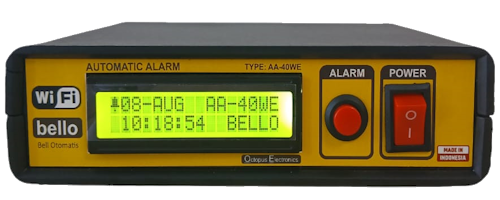 AUTOMATIC ALARM
TYPE: AA-40WE
WiFi
bello
Bell Otomatis
08-AUG AA-40WE
10:18:54 BELLO
Octopus Electronics
ALARM
POWER
MADE IN
INDONESIA